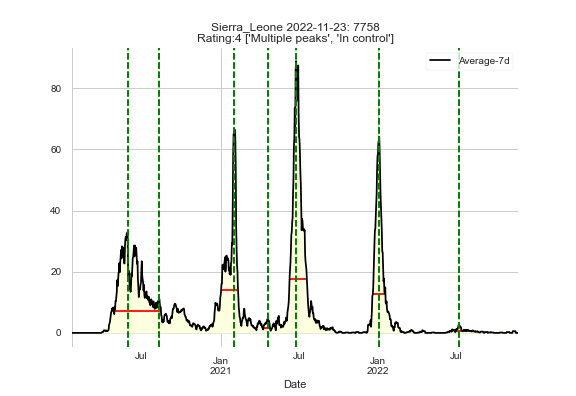 Sierra_Leone 2022-11-23: 7758
Rating:4 ['Multiple peaks', 'In control']
Average-7d
80
60
40
20
0
Jul
Jan
2021
Jul
Jan
2022
Jul
Date